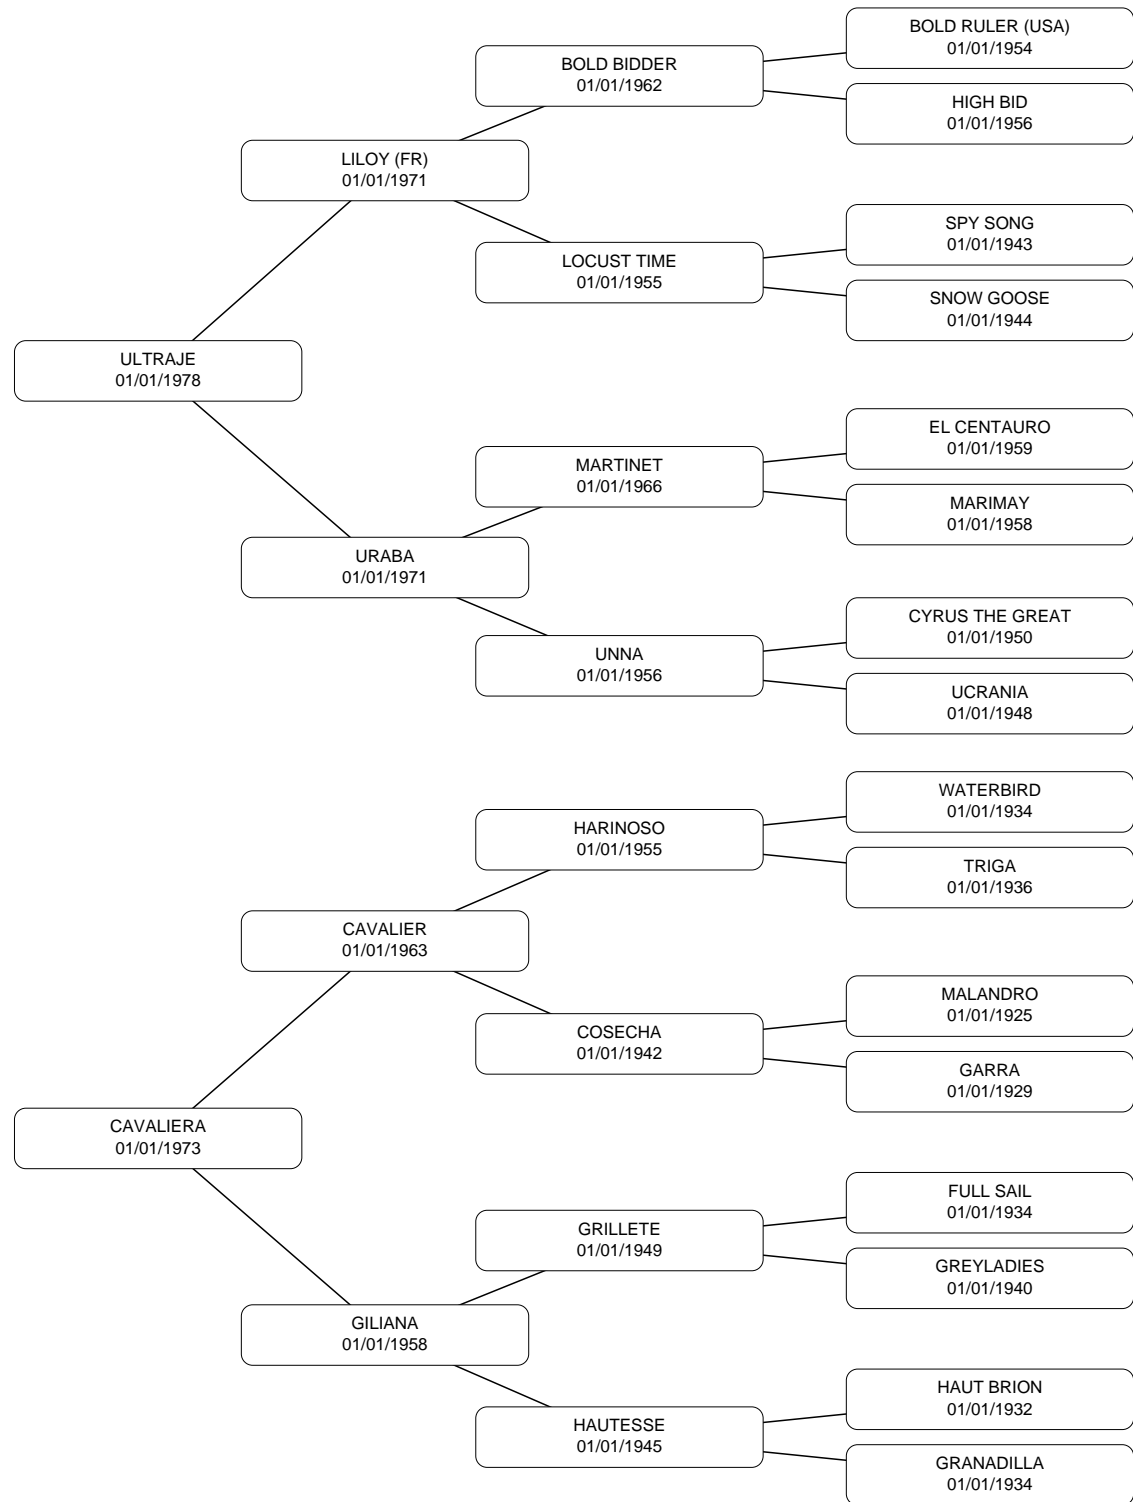 BOLD RULER (USA)
01/01/1954
BOLD BIDDER
01/01/1962
HIGH BID
01/01/1956
LILOY (FR)
01/01/1971
SPY SONG
01/01/1943
LOCUST TIME
01/01/1955
SNOW GOOSE
01/01/1944
ULTRAJE
01/01/1978
EL CENTAURO
01/01/1959
MARTINET
01/01/1966
MARIMAY
01/01/1958
URABA
01/01/1971
CYRUS THE GREAT
01/01/1950
UNNA
01/01/1956
UCRANIA
01/01/1948
WATERBIRD
01/01/1934
HARINOSO
01/01/1955
TRIGA
01/01/1936
CAVALIER
01/01/1963
MALANDRO
01/01/1925
COSECHA
01/01/1942
GARRA
01/01/1929
CAVALIERA
01/01/1973
FULL SAIL
01/01/1934
GRILLETE
01/01/1949
GREYLADIES
01/01/1940
GILIANA
01/01/1958
HAUT BRION
01/01/1932
HAUTESSE
01/01/1945
GRANADILLA
01/01/1934